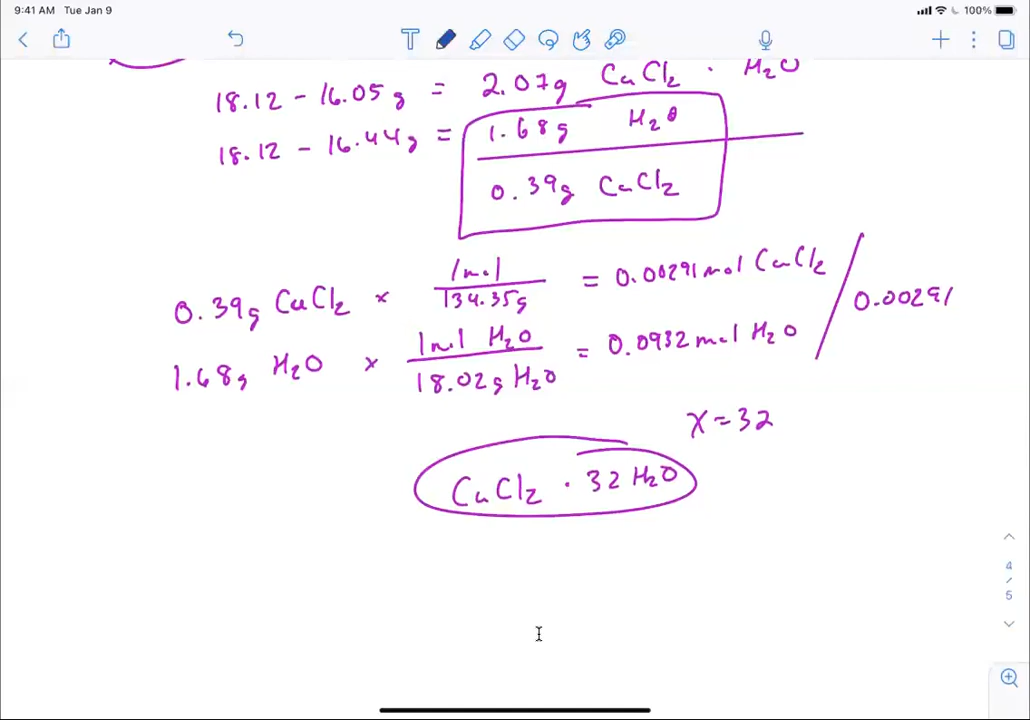 9:41 AM Tue Jan 9 100%
T
18.12 - 16.05 g = 2.07g CaCl2 · H2O
18.12 - 16.44g = 1.68g H2O
0.39g CuCl2
0.39g CuCl2 × 1mol / 134.35g = 0.00291 mol CuCl2 / 0.00291
1.68g H2O × 1mol H2O / 18.02g H2O = 0.0932 mol H2O
x = 32
CuCl2 · 32 H2O
4
/
5